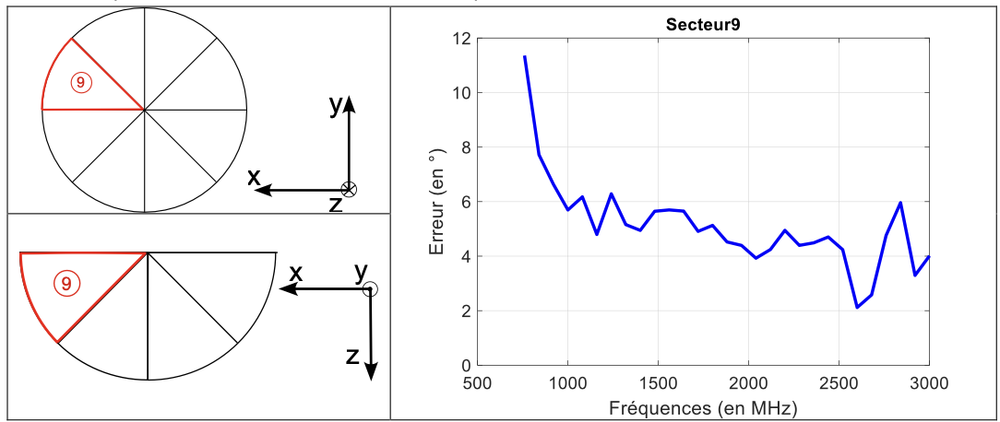 9
y
x
z
9
x
y
z
Secteur9
12
10
8
6
4
2
0
Erreur (en °)
500 1000 1500 2000 2500 3000
Fréquences (en MHz)